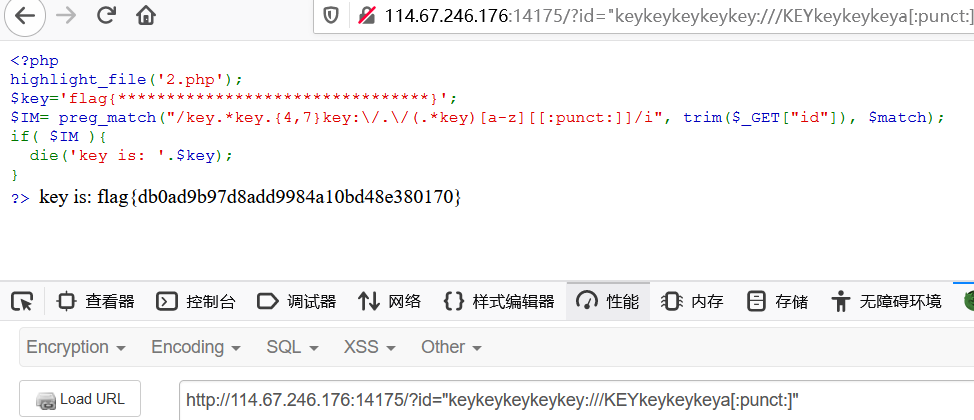 114.67.246.176:14175/?id="keykeykeykeykey:///KEYkeykeykeya[:punct:]
<?php
highlight_file('2.php');
$key='flag{********************************}';
$IM= preg_match("/key.*key.{4,7}key:\/.\/(.*key)[a-z][[:punct:]]/i", trim($_GET["id"]), $match);
if( $IM ){
  die('key is: '.$key);
}
?> key is: flag{db0ad9b97d8add9984a10bd48e380170}
查看器 控制台 调试器 网络 样式编辑器 性能 内存 存储 无障碍环境
Encryption Encoding SQL XSS Other
Load URL http://114.67.246.176:14175/?id="keykeykeykeykey:///KEYkeykeykeya[:punct:]"